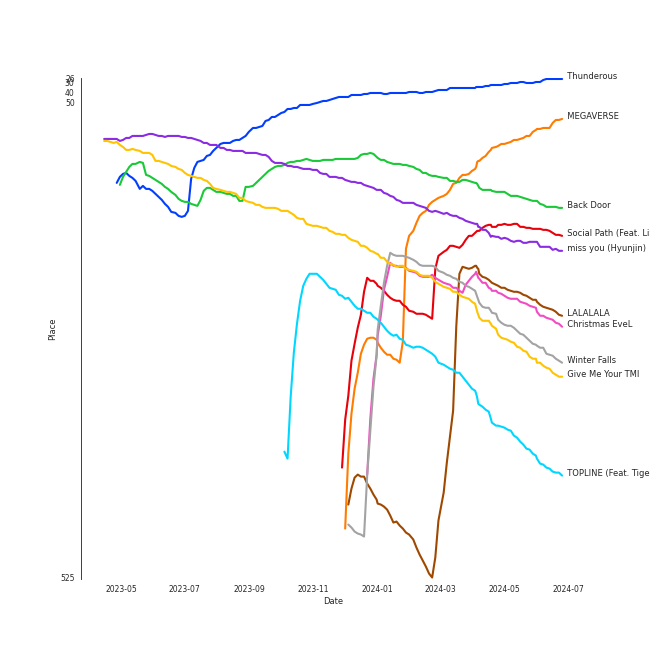 26
30
40
50
525
Place
2023-05 2023-07 2023-09 2023-11 2024-01 2024-03 2024-05 2024-07
Date
Thunderous
MEGAVERSE
Back Door
Social Path (Feat. Li
miss you (Hyunjin)
LALALALA
Christmas EveL
Winter Falls
Give Me Your TMI
TOPLINE (Feat. Tige